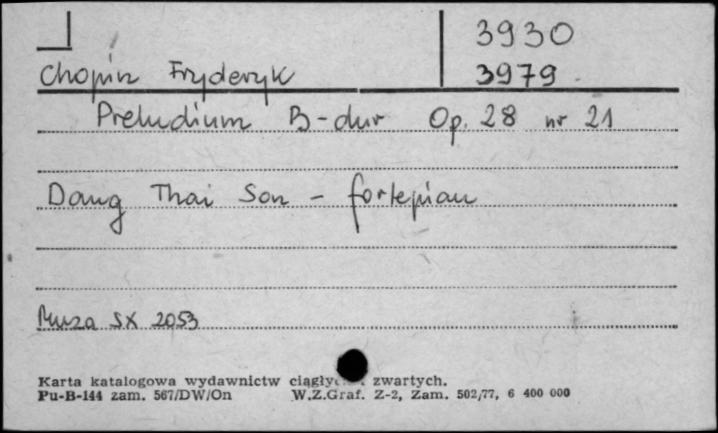 3930
Chopin Fryderyk 3979
Preludium B-dur Op. 28 nr 21
Dang Thai Son - fortepian
Muza SX 2053
Karta katalogowa wydawnictw zwartych.
Pu-B-144 zam. 567/DW/On W.Z.Graf. Z-2, Zam. 502/77, 6 400 000